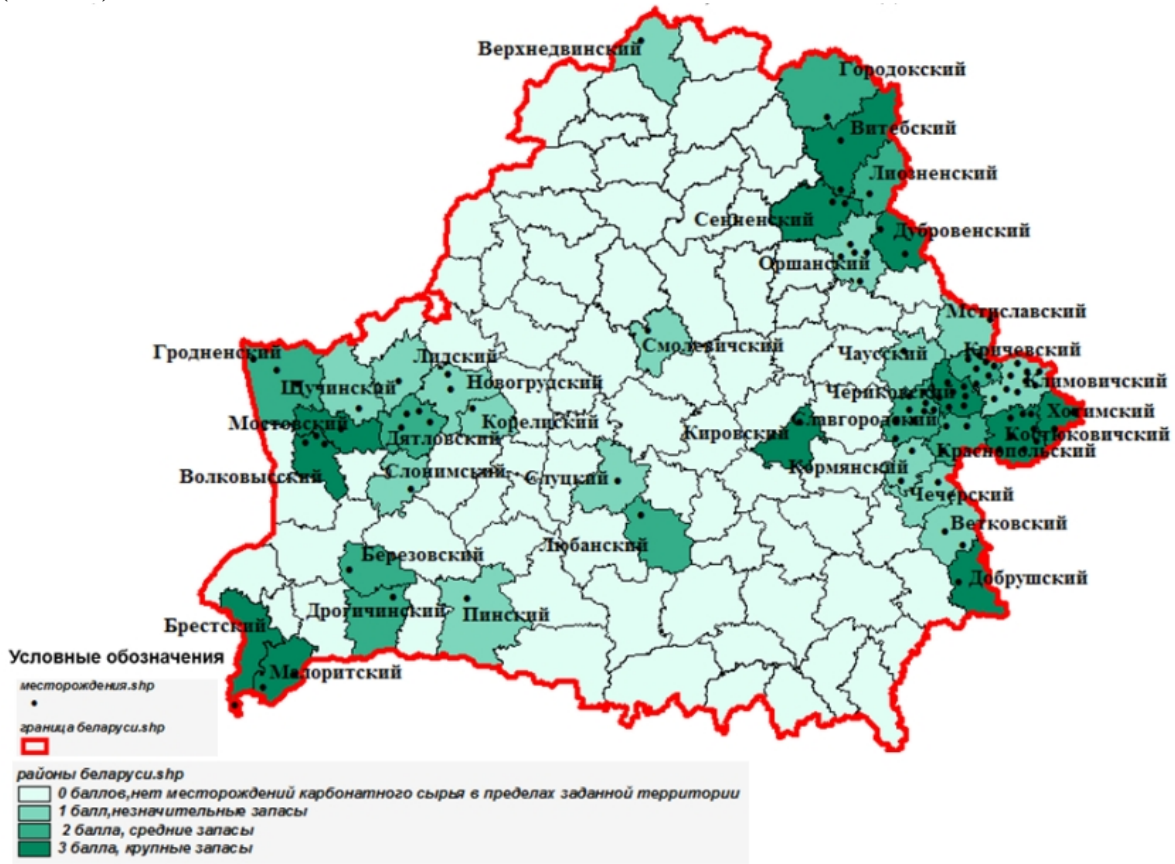 Верхнедвинский
Городокский
Витебский
Лиозненский
Сенненский
Дубровенский
Оршанский
Мстиславский
Смолевичский
Чаусский
Кричевский
Гродненский
Лидский
Щучинский
Новогрудский
Климовичский
Чериковский
Хотимский
Мостовский
Корелиский
Славгородский
Кировский
Костюковичский
Дятловский
Краснопольский
Волковысский
Слонимский
Слуцкий
Кормянский
Чечерский
Ветковский
Любанский
Березовский
Добрушский
Дрогичинский
Пинский
Брестский
Малоритский
Условные обозначения
месторождения.shp
граница беларуси.shp
районы беларуси.shp
0 баллов,нет месторождений карбонатного сырья в пределах заданной территории
1 балл,незначительные запасы
2 балла, средние запасы
3 балла, крупные запасы